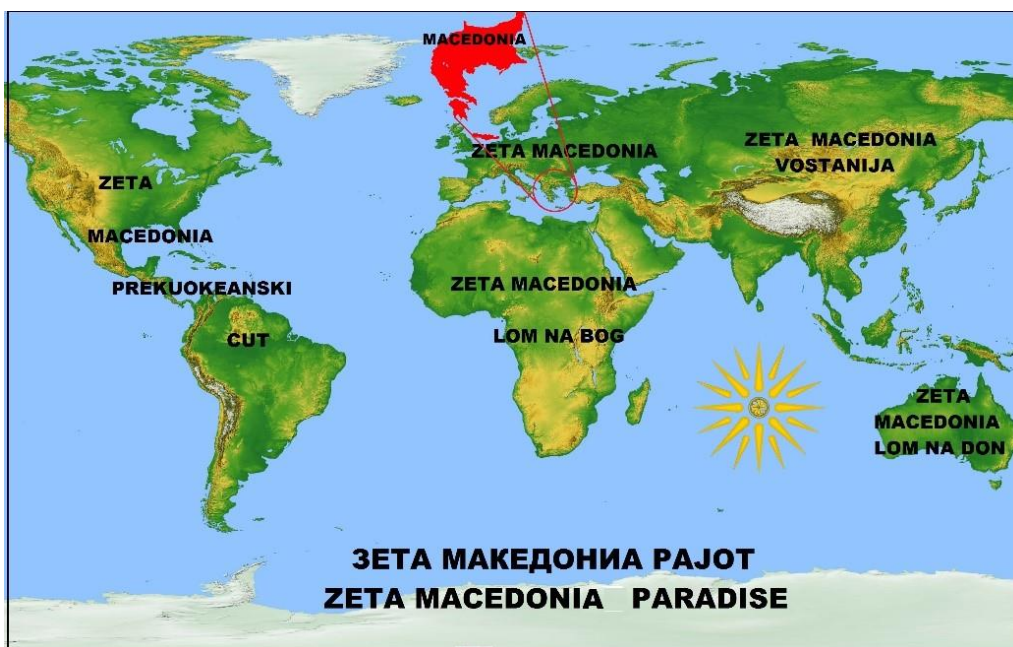 MACEDONIA
ZETA MACEDONIA
ZETA MACEDONIA
VOSTANIJA
ZETA
MACEDONIA
PREKUOKEANSKI
CUT
ZETA MACEDONIA
LOM NA BOG
ZETA
MACEDONIA
LOM NA DON
ЗЕТА МАКЕДОНИА РАЈОТ
ZETA MACEDONIA PARADISE